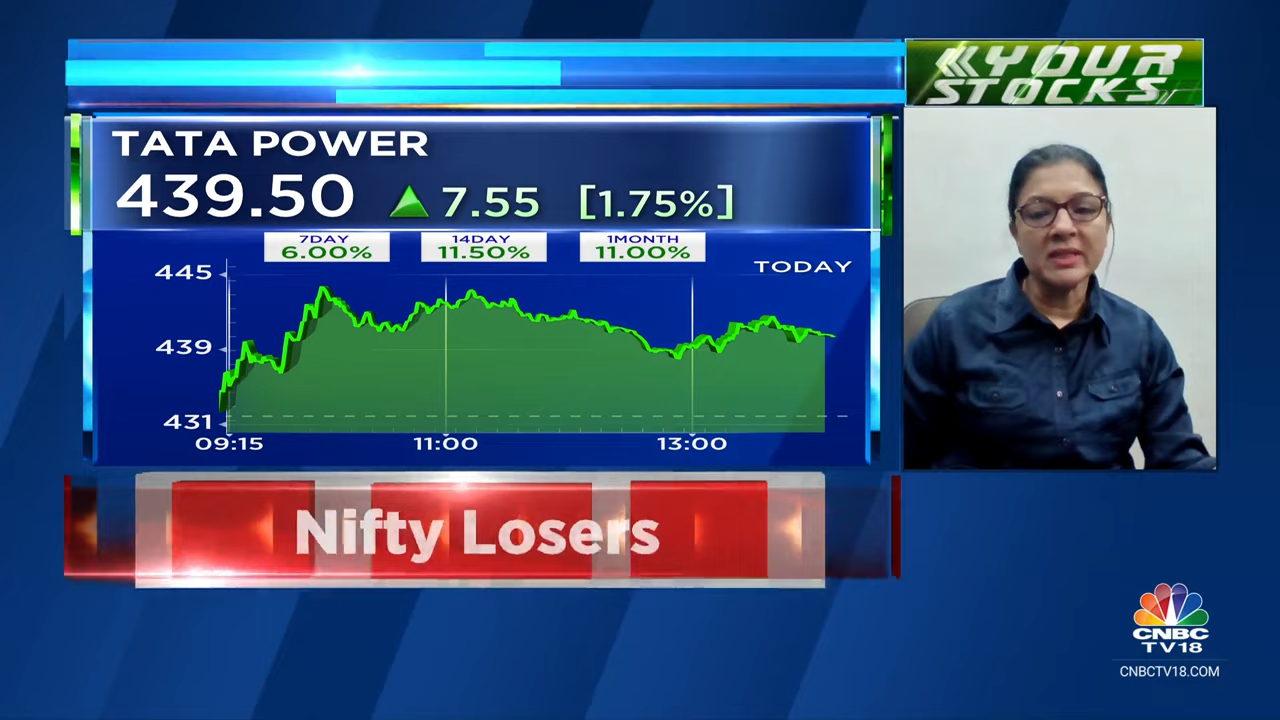 YOUR
STOCKS
TATA POWER
439.50 ▲ 7.55 [1.75%]
7DAY 14DAY 1MONTH
6.00% 11.50% 11.00%
TODAY
445
439
431
09:15 11:00 13:00
Nifty Losers
CNBC
TV18
CNBCTV18.COM